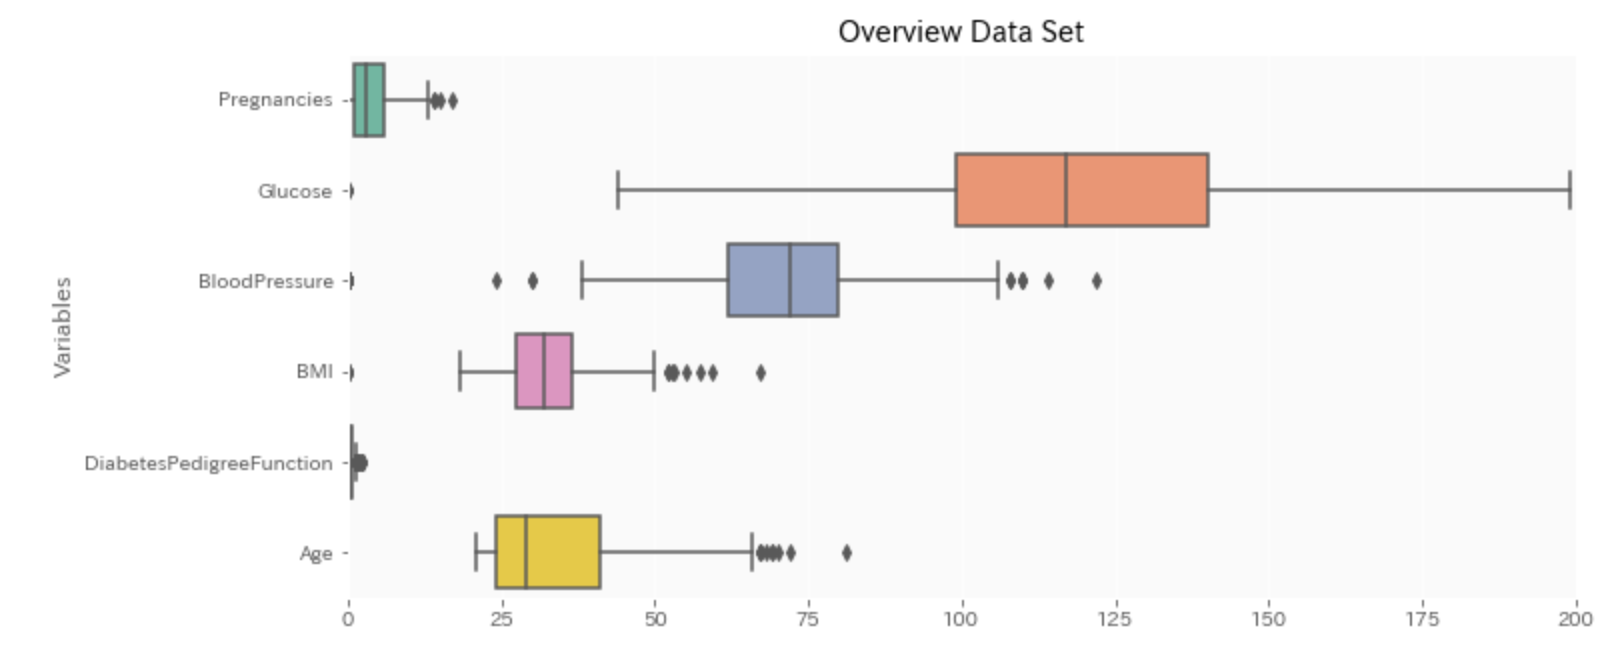 Overview Data Set
Pregnancies
Glucose
BloodPressure
BMI
DiabetesPedigreeFunction
Age
Variables
0 25 50 75 100 125 150 175 200